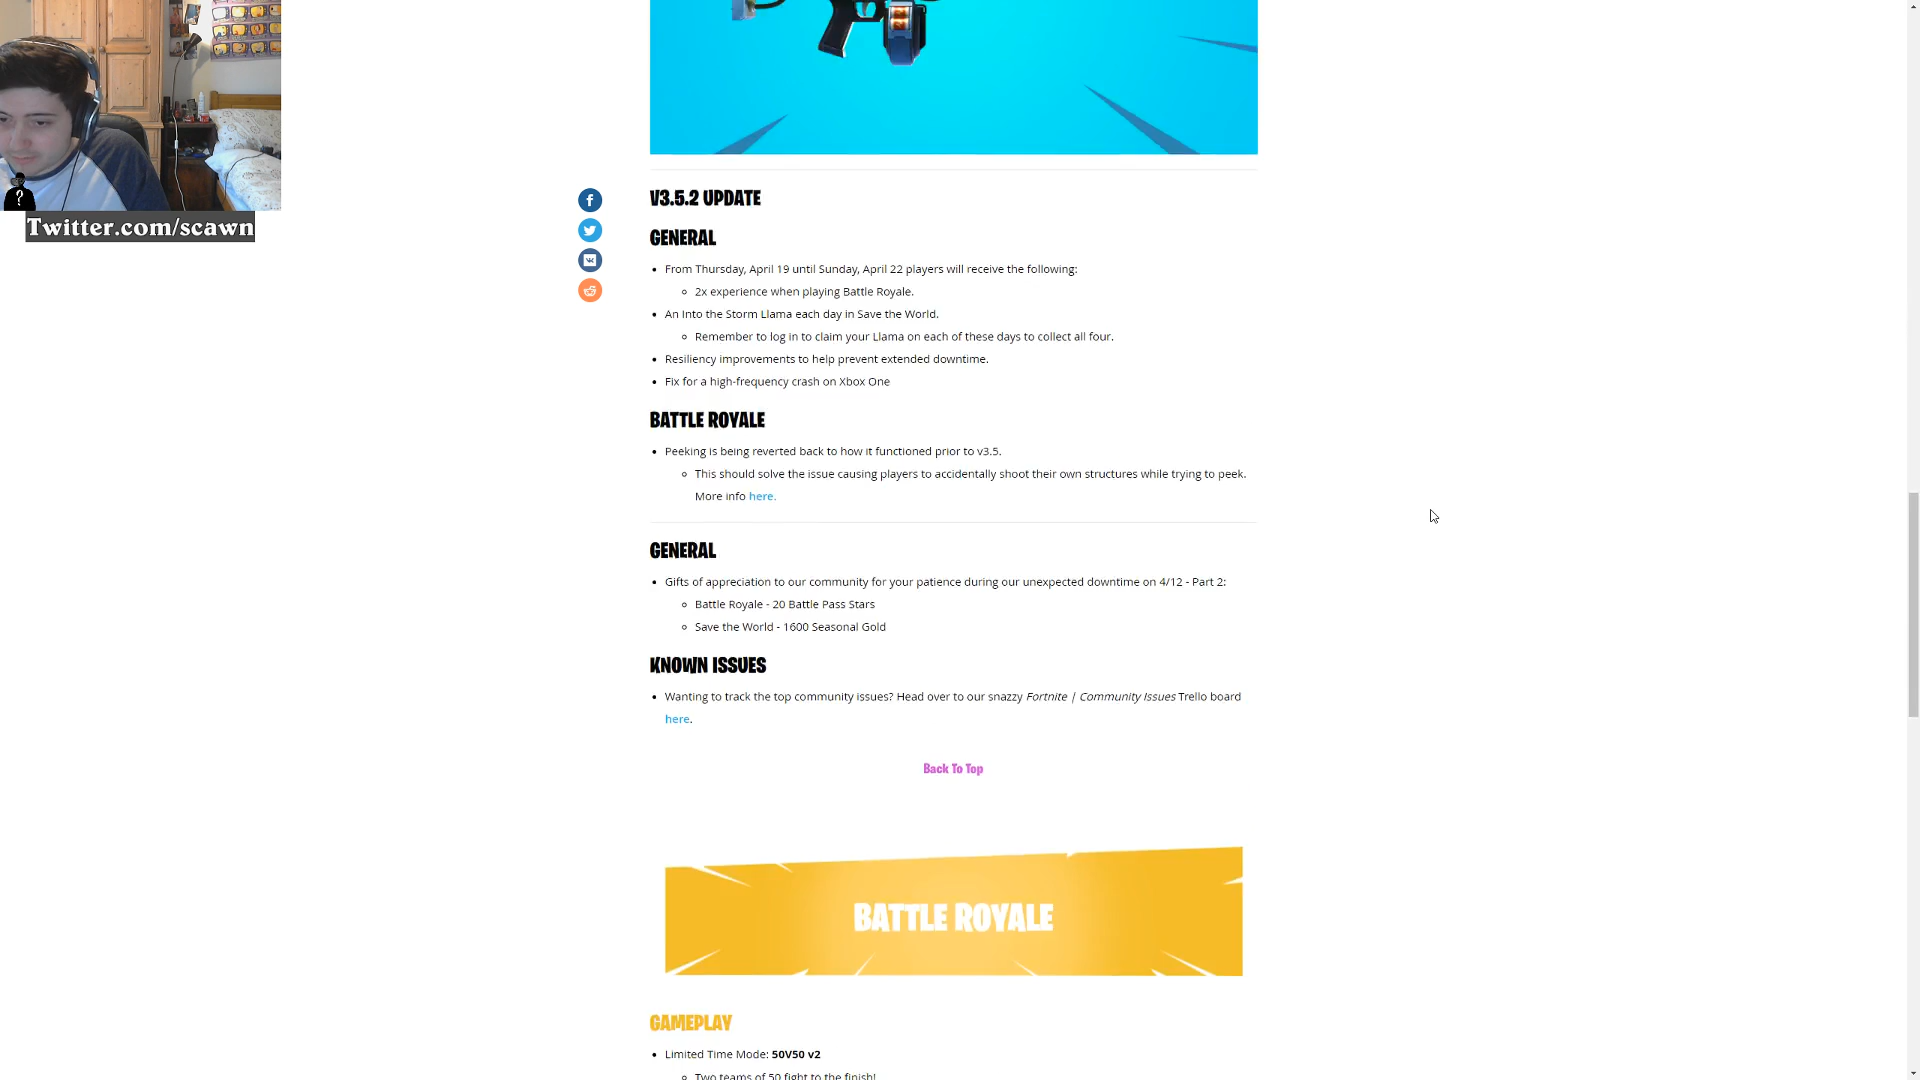 ?
Twitter.com/scawn
V3.5.2 UPDATE
GENERAL
From Thursday, April 19 until Sunday, April 22 players will receive the following:
2x experience when playing Battle Royale.
An Into the Storm Llama each day in Save the World.
Remember to log in to claim your Llama on each of these days to collect all four.
Resiliency improvements to help prevent extended downtime.
Fix for a high-frequency crash on Xbox One
BATTLE ROYALE
Peeking is being reverted back to how it functioned prior to v3.5.
This should solve the issue causing players to accidentally shoot their own structures while trying to peek.
More info here.
GENERAL
Gifts of appreciation to our community for your patience during our unexpected downtime on 4/12 - Part 2:
Battle Royale - 20 Battle Pass Stars
Save the World - 1600 Seasonal Gold
KNOWN ISSUES
Wanting to track the top community issues? Head over to our snazzy Fortnite | Community Issues Trello board
here.
Back To Top
BATTLE ROYALE
GAMEPLAY
Limited Time Mode: 50V50 v2
Two teams of 50 fight to the finish!